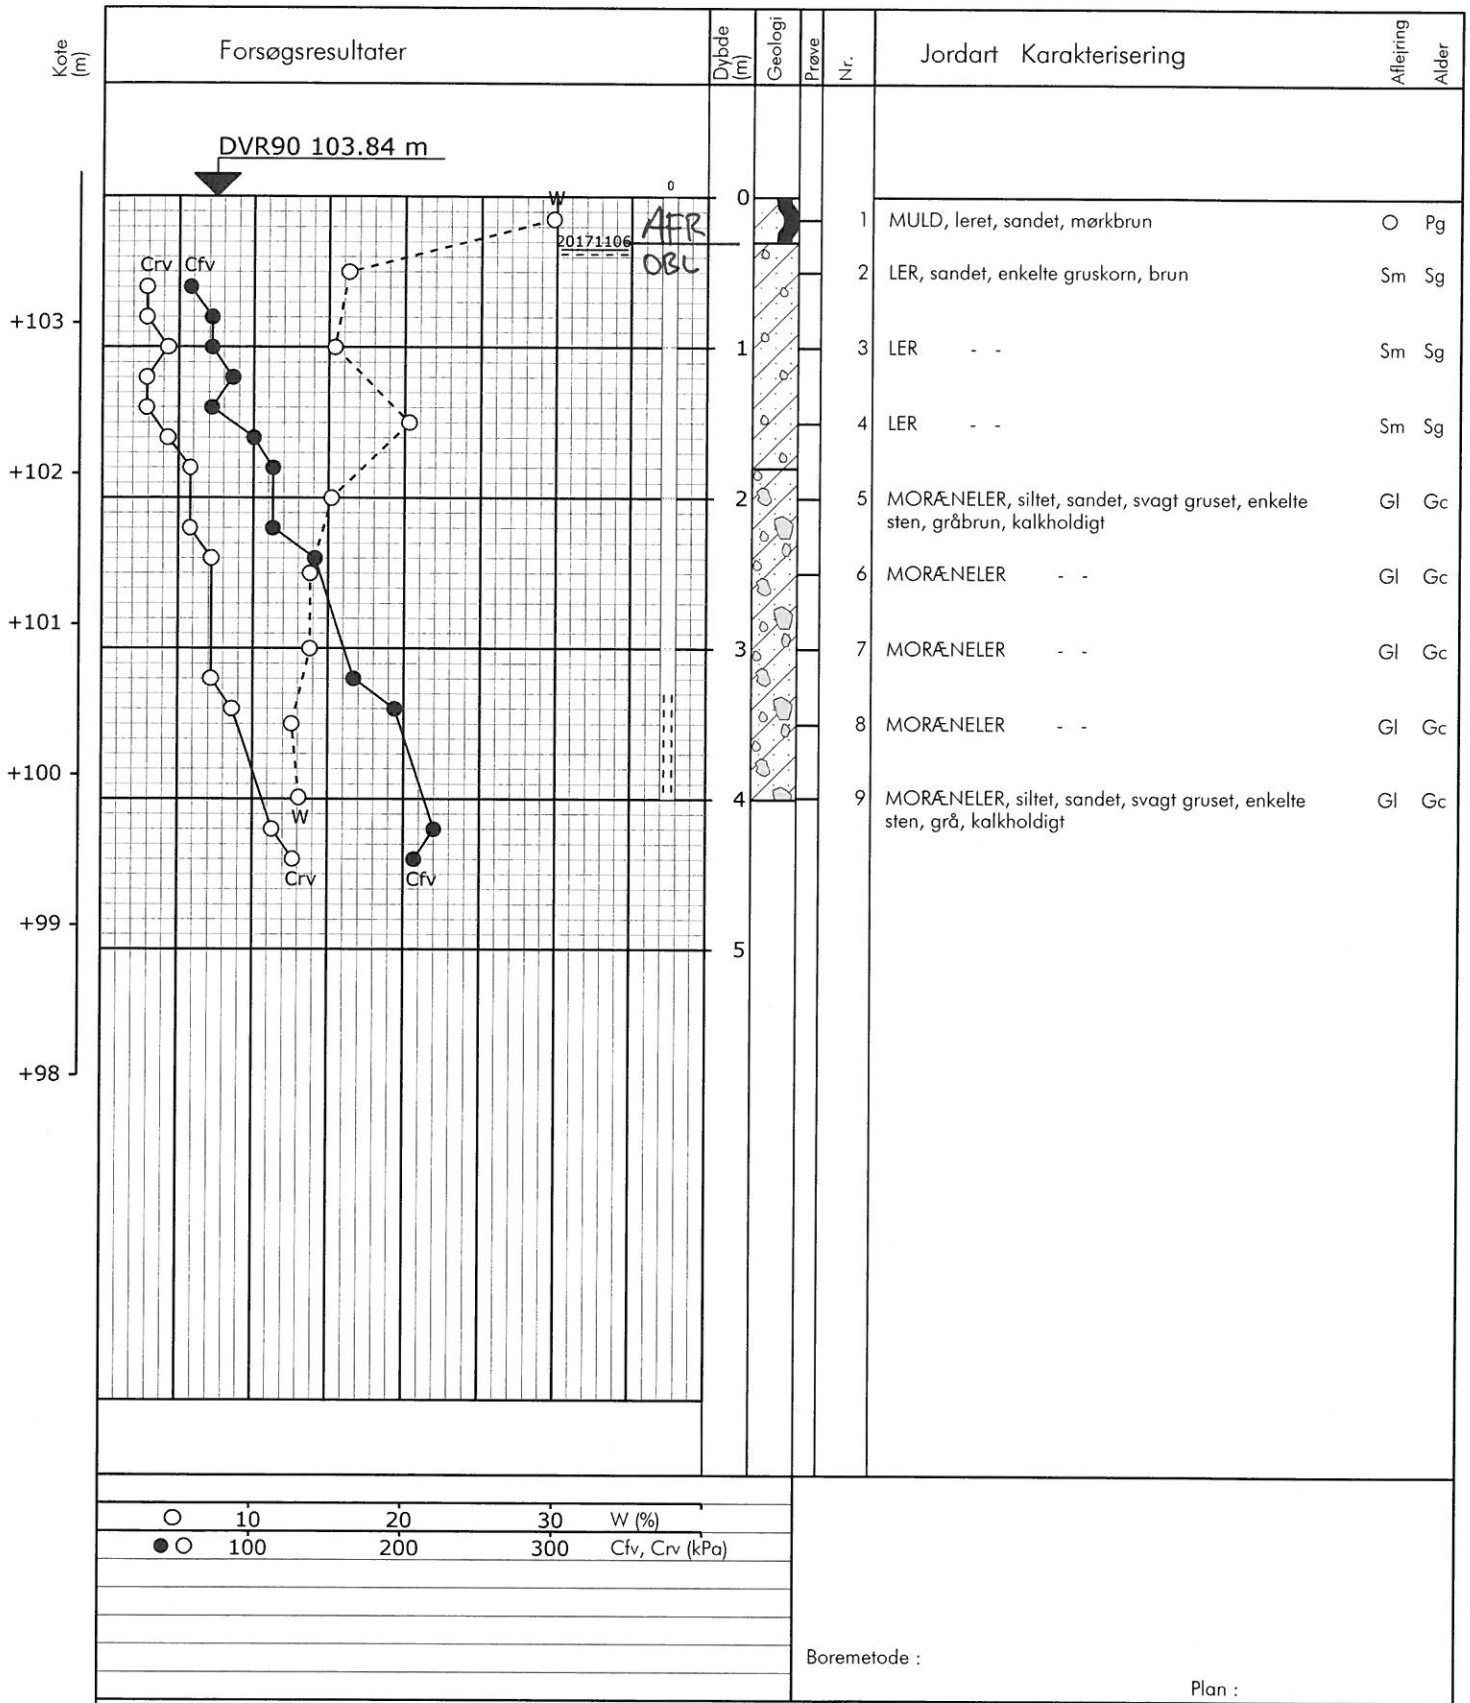 Kote (m)
Forsøgsresultater
Dybde (m)
Geologi
Prøve
Nr.
Jordart Karakterisering
Aflejring
Alder
DVR90 103.84 m
W
0
0
AFR
20171106
OBL
1 MULD, leret, sandet, mørkbrun O Pg
Crv Cfv
2 LER, sandet, enkelte gruskorn, brun Sm Sg
+103
1
3 LER - - Sm Sg
4 LER - - Sm Sg
+102
2
5 MORÆNELER, siltet, sandet, svagt gruset, enkelte Gl Gc
sten, gråbrun, kalkholdigt
6 MORÆNELER - - Gl Gc
+101
3
7 MORÆNELER - - Gl Gc
8 MORÆNELER - - Gl Gc
+100
4
9 MORÆNELER, siltet, sandet, svagt gruset, enkelte Gl Gc
sten, grå, kalkholdigt
W
Crv Cfv
+99
5
+98
10 20 30 W (%)
100 200 300 Cfv, Crv (kPa)
Boremetode :
Plan :